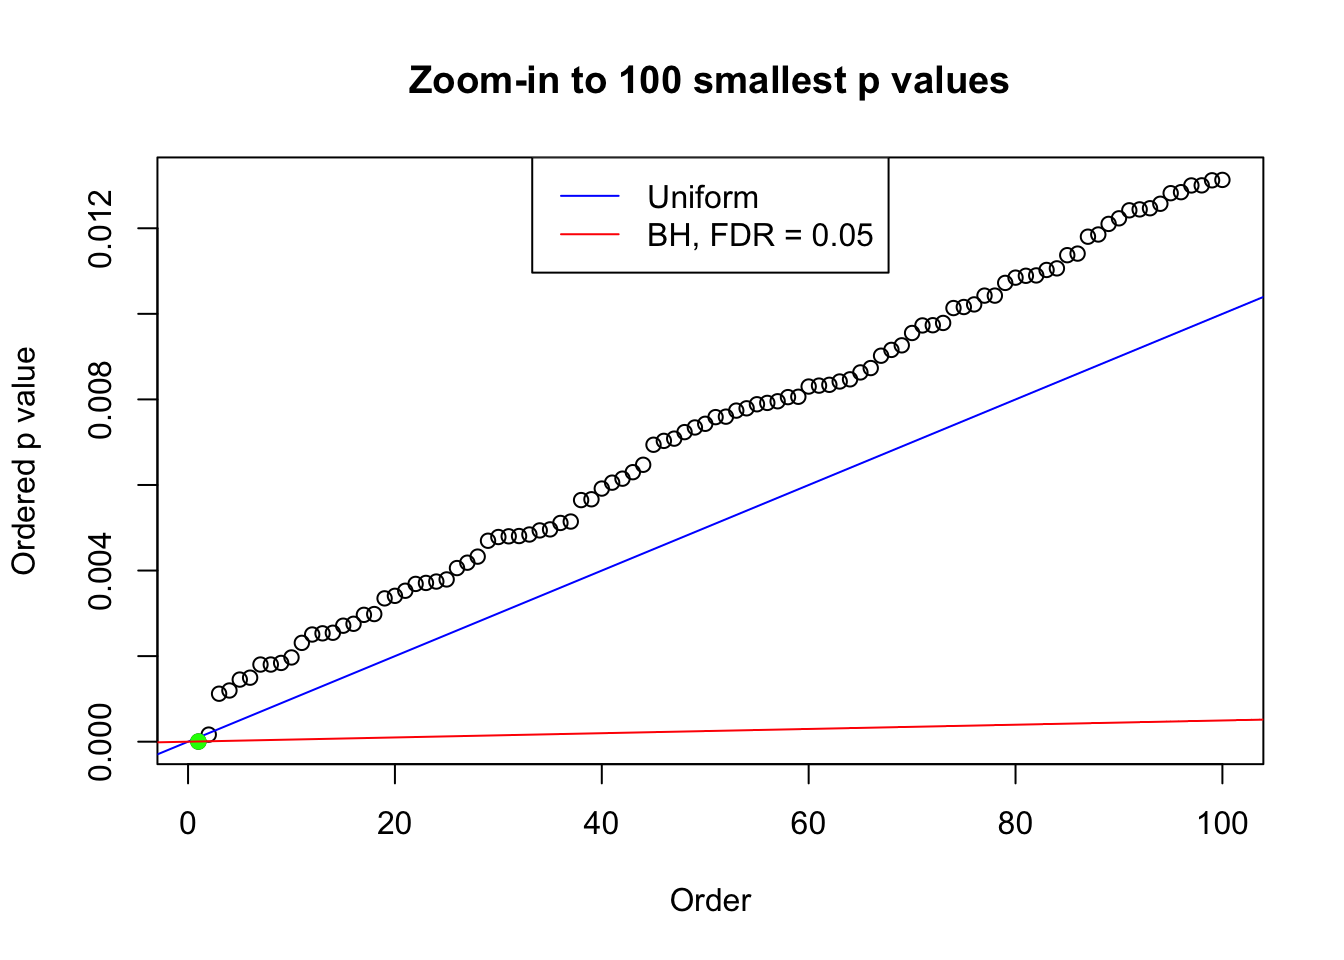 Zoom-in to 100 smallest p values
Uniform
BH, FDR = 0.05
Ordered p value
0.012
0.008
0.004
0.000
0 20 40 60 80 100
Order